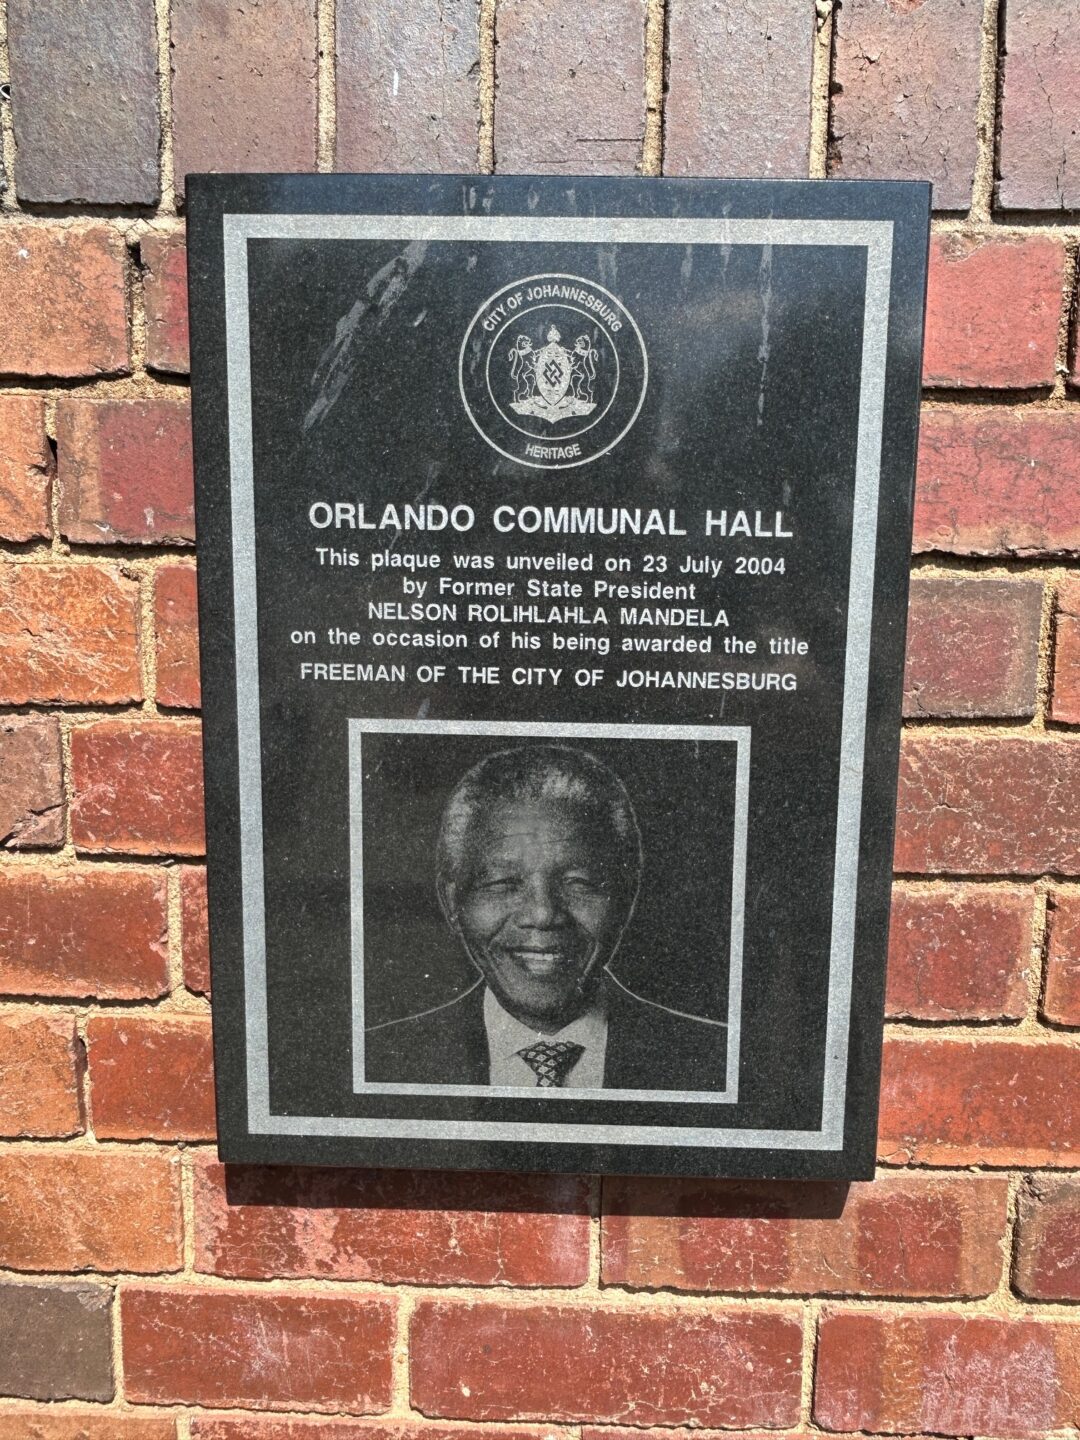 CITY OF JOHANNESBURG
HERITAGE
ORLANDO COMMUNAL HALL
This plaque was unveiled on 23 July 2004
by Former State President
NELSON ROLIHLAHLA MANDELA
on the occasion of his being awarded the title
FREEMAN OF THE CITY OF JOHANNESBURG